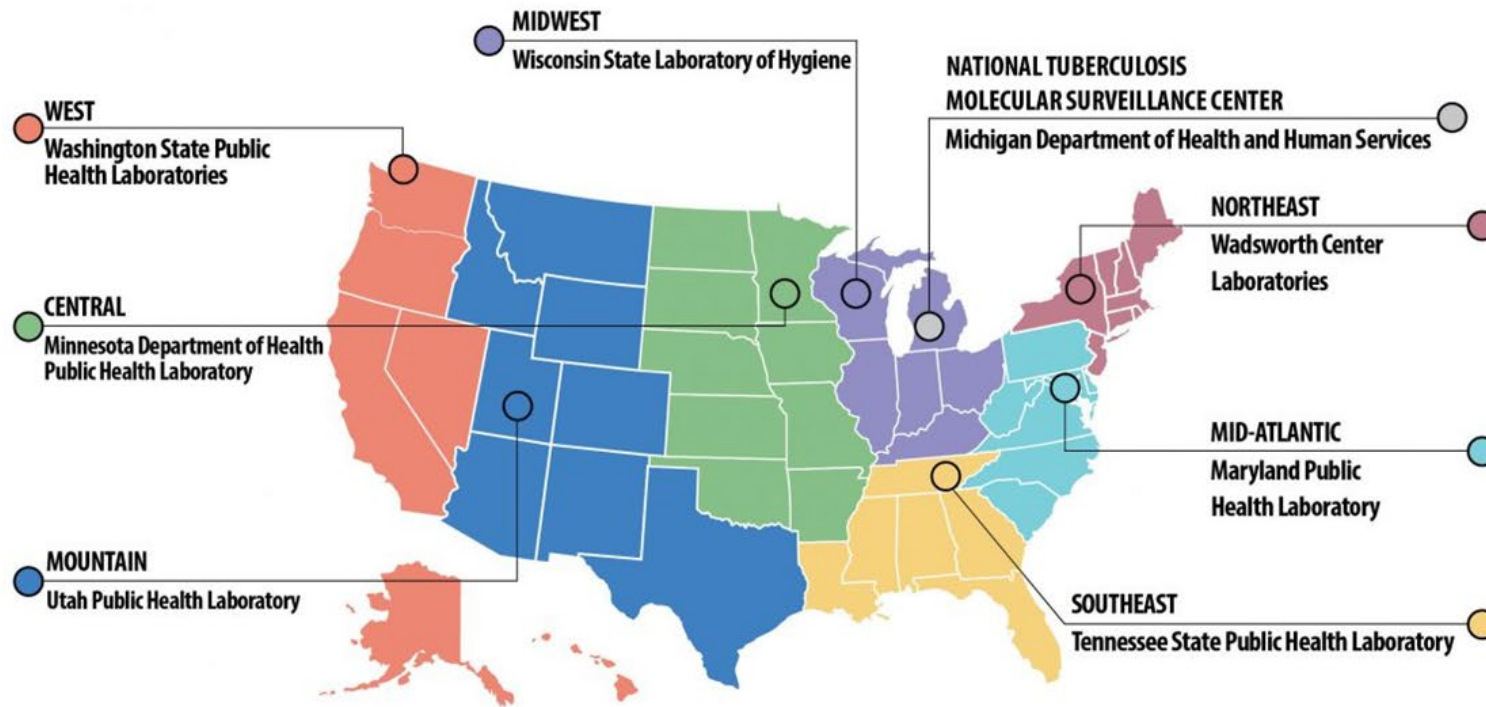 MIDWEST
Wisconsin State Laboratory of Hygiene
NATIONAL TUBERCULOSIS
MOLECULAR SURVEILLANCE CENTER
Michigan Department of Health and Human Services
WEST
Washington State Public
Health Laboratories
NORTHEAST
Wadsworth Center
Laboratories
CENTRAL
Minnesota Department of Health
Public Health Laboratory
MID-ATLANTIC
Maryland Public
Health Laboratory
MOUNTAIN
Utah Public Health Laboratory
SOUTHEAST
Tennessee State Public Health Laboratory